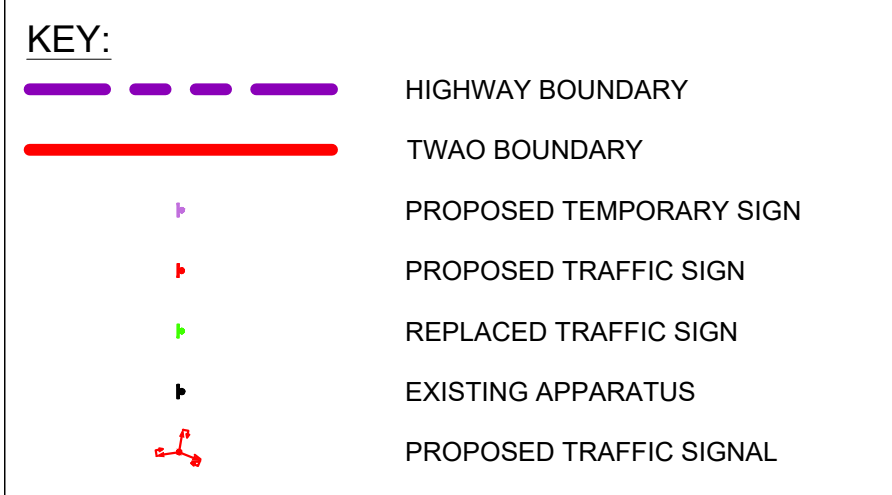 KEY:
HIGHWAY BOUNDARY
TWAO BOUNDARY
PROPOSED TEMPORARY SIGN
PROPOSED TRAFFIC SIGN
REPLACED TRAFFIC SIGN
EXISTING APPARATUS
PROPOSED TRAFFIC SIGNAL